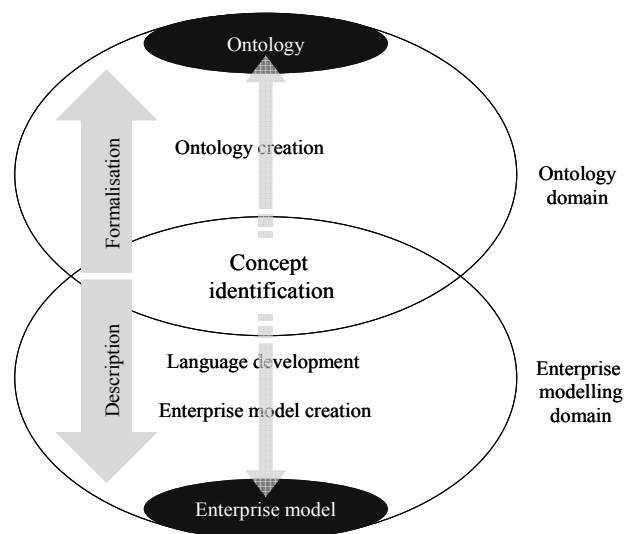 Ontology
Ontology creation
Formalisation
Ontology
domain
Concept
identification
Description
Language development
Enterprise model creation
Enterprise
modelling
domain
Enterprise model